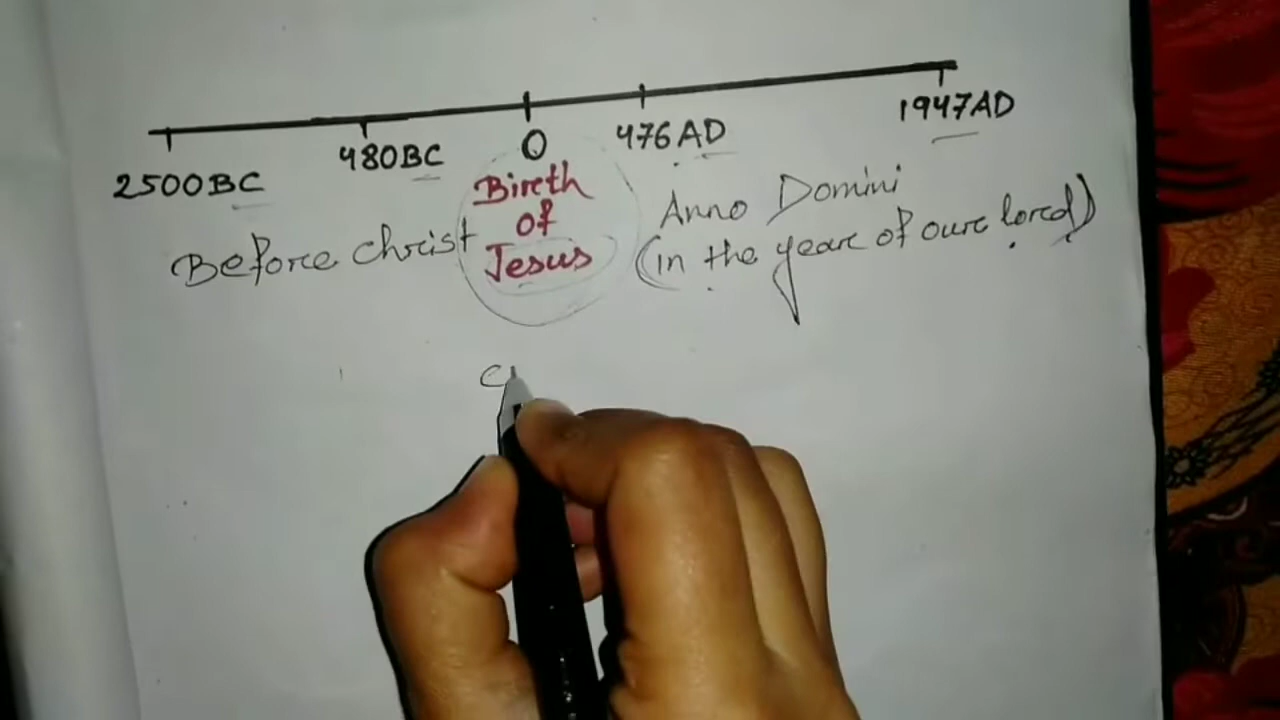 2500BC 480BC 0 476AD 1947AD
Before Christ
Birth
of
Jesus
Anno Domini
(in the year of our lord)